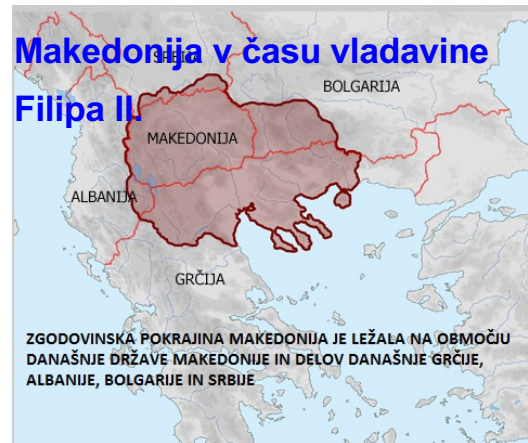 Makedonija v času vladavine
Filipa II.
SRBIJA
BOLGARIJA
MAKEDONIJA
ALBANIJA
GRČIJA
ZGODOVINSKA POKRAJINA MAKEDONIJA JE LEŽALA NA OBMOČJU
DANAŠNJE DRŽAVE MAKEDONIJE IN DELOV DANAŠNJE GRČIJE,
ALBANIJE, BOLGARIJE IN SRBIJE